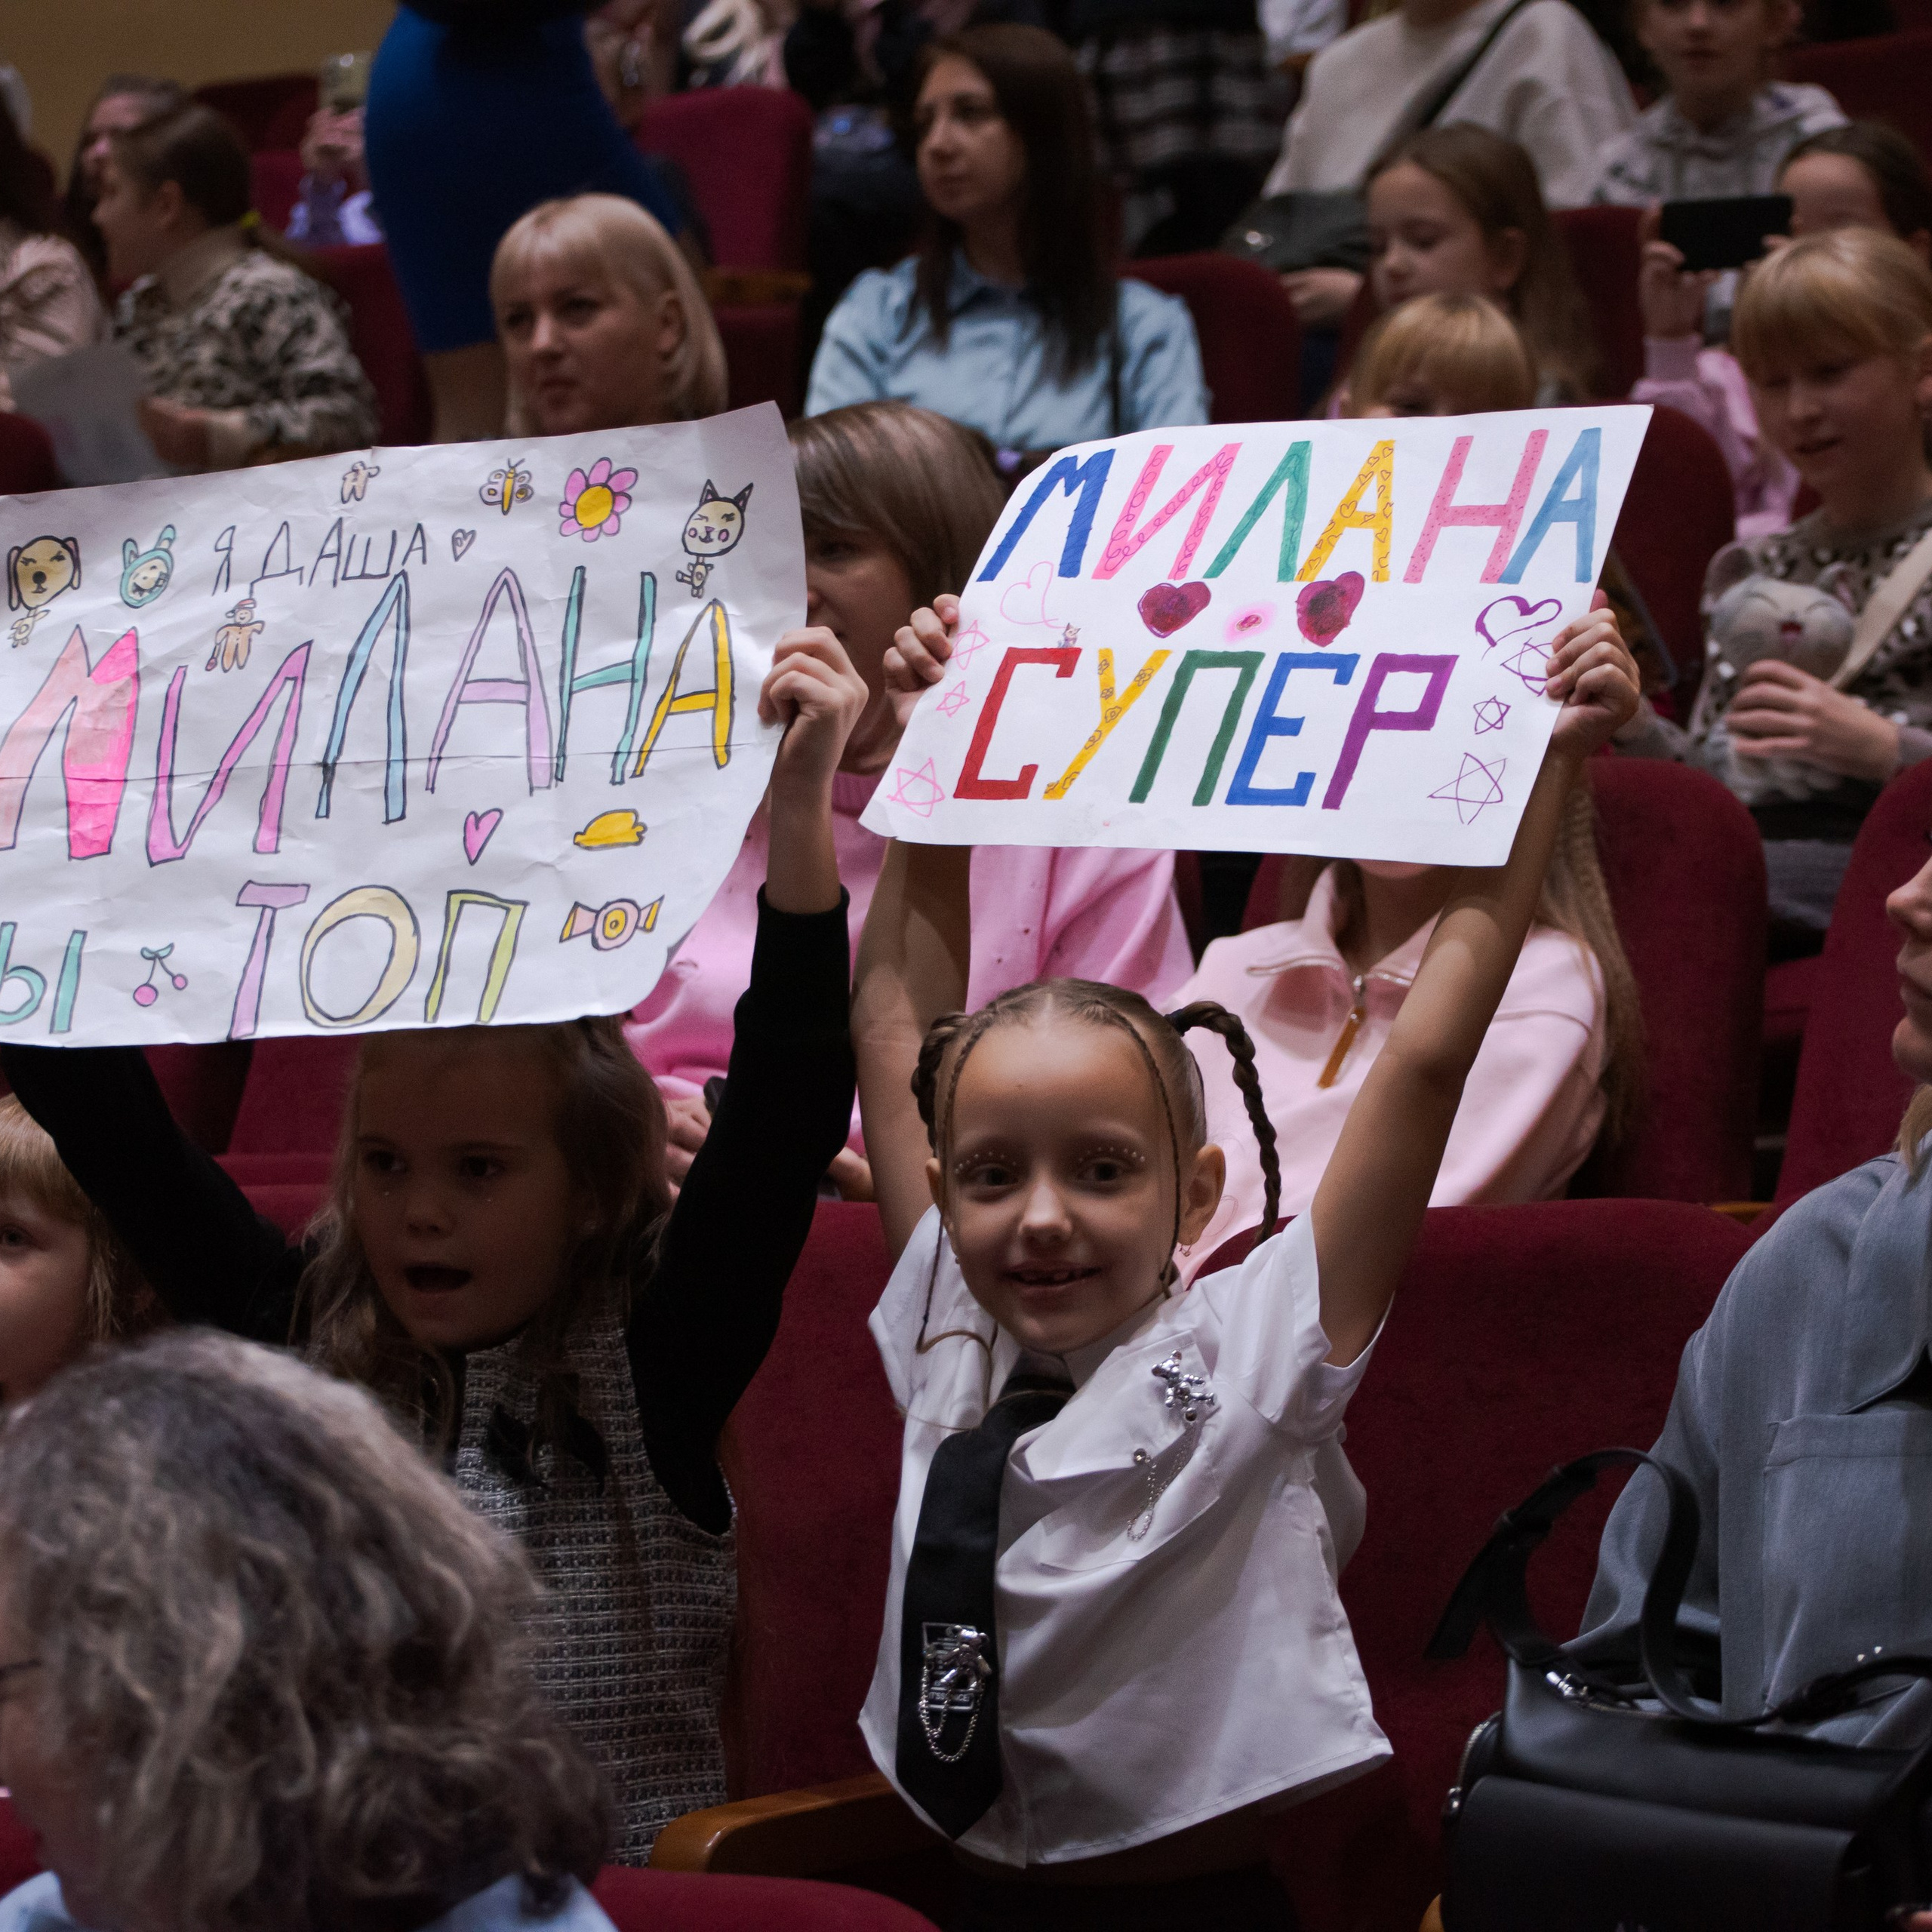 Я ДАША
МИЛАНА
Ы ТОП
МИЛАНА
СУПЕР